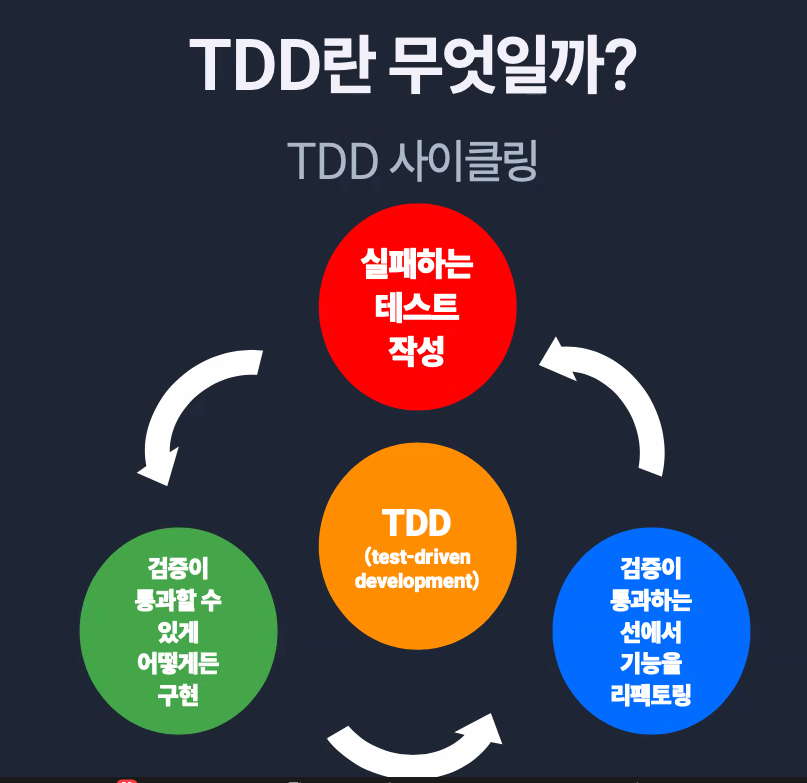 TDD란 무엇일까?
TDD 사이클링
실패하는
테스트
작성
TDD
(test-driven
development)
검증이
통과할 수
있게
어떻게든
구현
검증이
통과하는
선에서
기능을
리팩토링